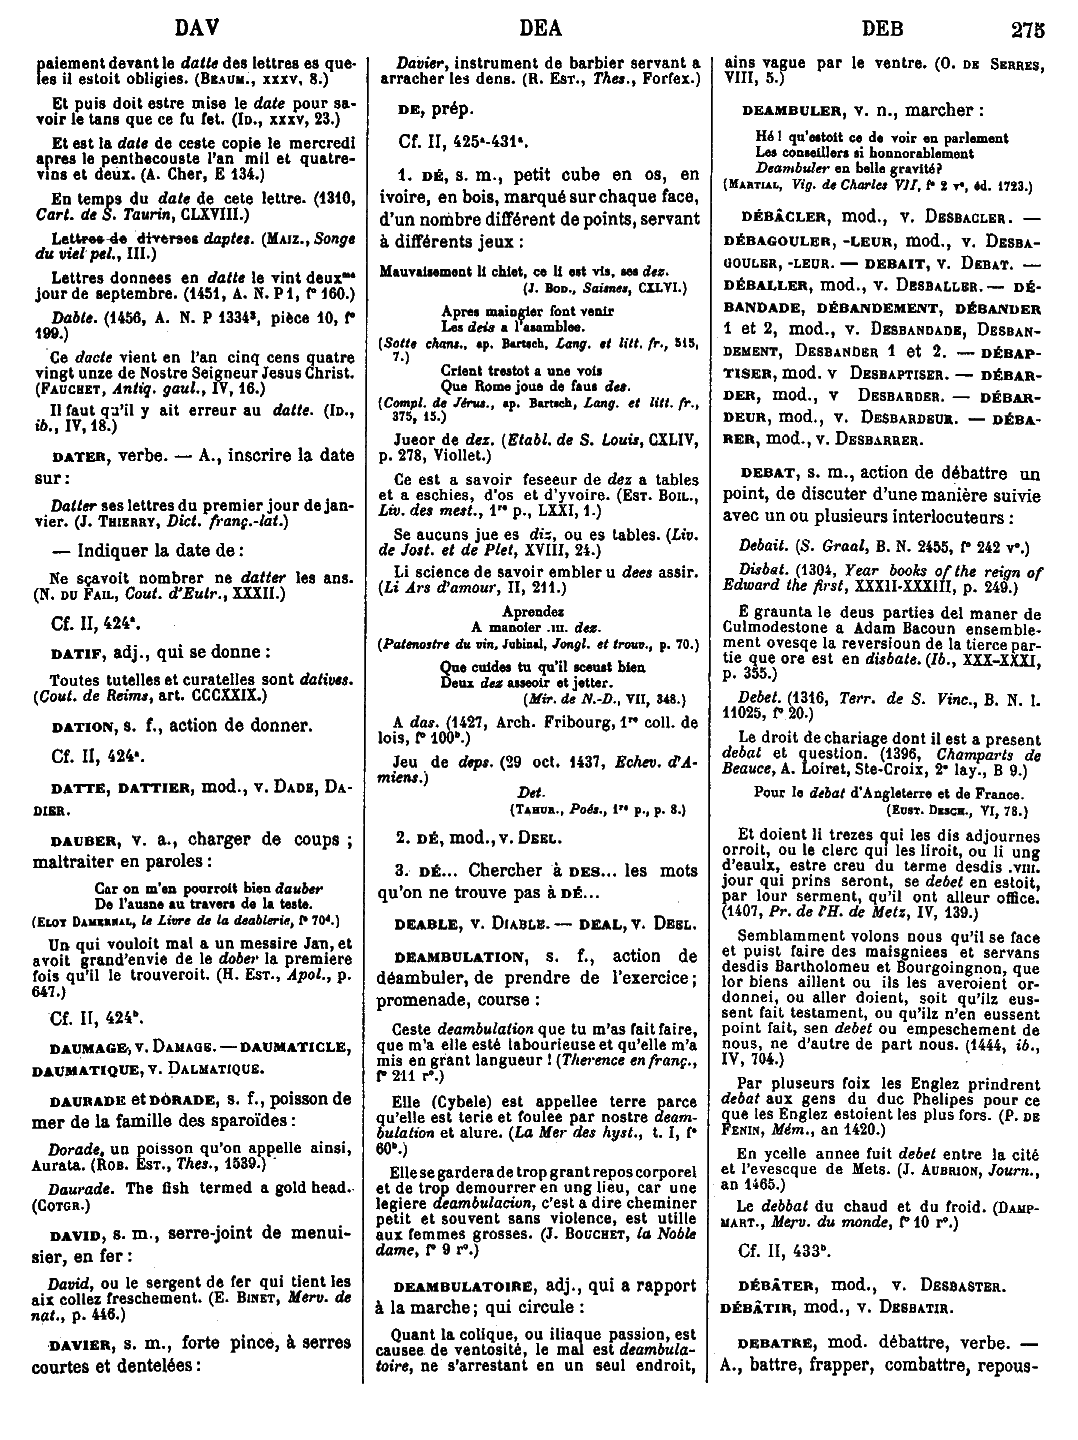 DAV DEA DEB 275
paiement devant le datte des lettres es que-
les il estoit obligies. (BEAUM., XXXV, 8.)
Et puis doit estre mise le date pour sa-
voir le tans que ce fu fet. (ID., XXXV, 23.)
Et est la date de ceste copie le mercredi
apres le penthecouste l'an mil et quatre-
vins et deux. (A. Cher, E 134.)
En temps du date de cete lettre. (1310,
Cart. de S. Taurin, CLXVIII.)
Lettres de diverses daptes. (MAIZ., Songe
du viel pel., III.)
Lettres donnees en datte le vint deuxme
jour de septembre. (1451, A. N. P 1, f° 160.)
Dable. (1456, A. N. P 1334³, pièce 10, f°
199.)
Ce dacte vient en l'an cinq cens quatre
vingt unze de Nostre Seigneur Jesus Christ.
(FAUCHET, Antiq. gaul., IV, 16.)
Il faut qu'il y ait erreur au datte. (ID.,
ib., IV, 18.)
DATER, verbe. — A., inscrire la date
sur :
Datter ses lettres du premier jour de jan-
vier. (J. THIERRY, Dict. franç.-lat.)
— Indiquer la date de :
Ne sçavoit nombrer ne datter les ans.
(N. DU FAIL, Cout. d'Eutr., XXXII.)
Cf. II, 424ª.
DATIF, adj., qui se donne :
Toutes tutelles et curatelles sont datives.
(Cout. de Reims, art. CCCXXIX.)
DATION, s. f., action de donner.
Cf. II, 424ª.
DATTE, DATTIER, mod., v. DADE, DA-
DIER.
DAUBER, v. a., charger de coups ;
maltraiter en paroles :
Car on m'en pourroit bien dauber
De l'ausne au travers de la teste.
(ELOY DAMERNAL, le Livre de la deablerie, f° 70ᵈ.)
Un qui vouloit mal a un messire Jan, et
avoit grand'envie de le dober la premiere
fois qu'il le trouveroit. (H. EST., Apol., p.
647.)
Cf. II, 424ᵇ.
DAUMAGE, v. DAMAGE. — DAUMATICLE,
DAUMATIQUE, v. DALMATIQUE.
DAURADE et DORADE, s. f., poisson de
mer de la famille des sparoïdes :
Dorade, un poisson qu'on appelle ainsi,
Aurata. (ROB. EST., Thes., 1539.)
Daurade. The fish termed a gold head.
(COTGR.)
DAVID, s. m., serre-joint de menui-
sier, en fer :
David, ou le sergent de fer qui tient les
aix collez freschement. (E. BINET, Merv. de
nat., p. 446.)
DAVIER, s. m., forte pince, à serres
courtes et dentelées :
Davier, instrument de barbier servant a
arracher les dens. (R. EST., Thes., Forfex.)
DE, prép.
Cf. II, 425ª-431ª.
1. DÉ, s. m., petit cube en os, en
ivoire, en bois, marqué sur chaque face,
d'un nombre différent de points, servant
à différents jeux :
Mauvaisement li chiet, ce li est vis, ses dez.
(J. BOD., Saisnes, CXLVI.)
Apres maingier font venir
Les deis a l'asamblee.
(Sotte chans., ap. Bartsch, Lang. et litt. fr., 515,
7.)
Crient trestot a une vois
Que Rome joue de faus dez.
(Compl. de Jérus., ap. Bartsch, Lang. et litt. fr.,
375, 15.)
Jueor de dez. (Etabl. de S. Louis, CXLIV,
p. 278, Viollet.)
Ce est a savoir feseeur de dez a tables
et a eschies, d'os et d'yvoire. (EST. BOIL.,
Liv. des mest., 1re p., LXXI, 1.)
Se aucuns jue es diz, ou es tables. (Liv.
de Jost. et de Plet, XVIII, 24.)
Li science de savoir embler u dees assir.
(Li Ars d'amour, II, 211.)
Aprendez
A manoier .III. dez.
(Patenostre du vin, Jubinal, Jongl. et trouv., p. 70.)
Que cuides tu qu'il sceust bien
Deux dez asseoir et jetter.
(Mir. de N.-D., VII, 348.)
A das. (1427, Arch. Fribourg, 1re coll. de
lois, f° 100ᵇ.)
Jeu de deps. (29 oct. 1437, Echev. d'A-
miens.)
Det.
(TAHUR., Poés., 1re p., p. 8.)
2. DÉ, mod., v. DEEL.
3. DÉ... Chercher à DES... les mots
qu'on ne trouve pas à DÉ...
DEABLE, v. DIABLE. — DEAL, v. DEEL.
DEAMBULATION, s. f., action de
déambuler, de prendre de l'exercice ;
promenade, course :
Ceste deambulation que tu m'as fait faire,
que m'a elle esté labourieuse et qu'elle m'a
mis en grant langueur ! (Therence en franç.,
f° 211 r°.)
Elle (Cybele) est appellee terre parce
qu'elle est terie et foulee par nostre deam-
bulation et alure. (La Mer des hyst., t. I, f°
60ᵇ.)
Elle se gardera de trop grant repos corporel
et de trop demourrer en ung lieu, car une
legiere deambulacion, c'est a dire cheminer
petit et souvent sans violence, est utille
aux femmes grosses. (J. BOUCHET, la Noble
dame, f° 9 r°.)
DEAMBULATOIRE, adj., qui a rapport
à la marche ; qui circule :
Quant la colique, ou iliaque passion, est
causee de ventosité, le mal est deambula-
toire, ne s'arrestant en un seul endroit,
ains vague par le ventre. (O. DE SERRES,
VIII, 5.)
DEAMBULER, v. n., marcher :
Hé ! qu'estoit ce de voir en parlement
Les conseillers si honnorablement
Deambuler en belle gravité?
(MARTIAL, Vig. de Charles VII, f° 2 v°, éd. 1723.)
DÉBÂCLER, mod., v. DESBACLER. —
DÉBAGOULER, -LEUR, mod., v. DESBA-
GOULER, -LEUR. — DEBAIT, v. DEBAT. —
DÉBALLER, mod., v. DESBALLER. — DÉ-
BANDADE, DÉBANDEMENT, DÉBANDER
1 et 2, mod., v. DESBANDADE, DESBAN-
DEMENT, DESBANDER 1 et 2. — DÉBAP-
TISER, mod. v DESBAPTISER. — DÉBAR-
DER, mod., v DESBARDER. — DÉBAR-
DEUR, mod., v. DESBARDEUR. — DÉBA-
RER, mod., v. DESBARRER.
DEBAT, s. m., action de débattre un
point, de discuter d'une manière suivie
avec un ou plusieurs interlocuteurs :
Debait. (S. Graal, B. N. 2455, f° 242 v°.)
Disbat. (1304, Year books of the reign of
Edward the first, XXXII-XXXIII, p. 249.)
E graunta le deus parties del maner de
Culmodestone a Adam Bacoun ensemble-
ment ovesqe la reversioun de la tierce par-
tie que ore est en disbate. (Ib., XXX-XXXI,
p. 355.)
Debet. (1316, Terr. de S. Vinc., B. N. l.
11025, f° 20.)
Le droit de chariage dont il est a present
debat et question. (1396, Champarts de
Beauce, A. Loiret, Ste-Croix, 2e lay., B 9.)
Pour le debat d'Angleterre et de France.
(EUST. DESCH., VI, 78.)
Et doient li trezes qui les dis adjournes
orroit, ou le clerc qui les liroit, ou li ung
d'eaulx, estre creu du terme desdis .VIII.
jour qui prins seront, se debet en estoit,
par lour serment, qu'il ont alleur office.
(1407, Pr. de l'H. de Metz, IV, 139.)
Semblamment volons nous qu'il se face
et puist faire des maisgniees et servans
desdis Bartholomeu et Bourgoingnon, que
lor biens aillent ou ils les averoient or-
donnei, ou aller doient, soit qu'ilz eus-
sent fait testament, ou qu'ilz n'en eussent
point fait, sen debet ou empeschement de
nous, ne d'autre de part nous. (1444, ib.,
IV, 704.)
Par pluseurs foix les Englez prindrent
debat aux gens du duc Phelipes pour ce
que les Englez estoient les plus fors. (P. DE
FENIN, Mém., an 1420.)
En ycelle annee fuit debet entre la cité
et l'evescque de Mets. (J. AUBRION, Journ.,
an 1465.)
Le debbat du chaud et du froid. (DAMP-
MART., Merv. du monde, f° 10 r°.)
Cf. II, 433ᵇ.
DÉBÂTER, mod., v. DESBASTER.
DÉBÂTIR, mod., v. DESBATIR.
DEBATRE, mod. débattre, verbe. —
A., battre, frapper, combattre, repous-